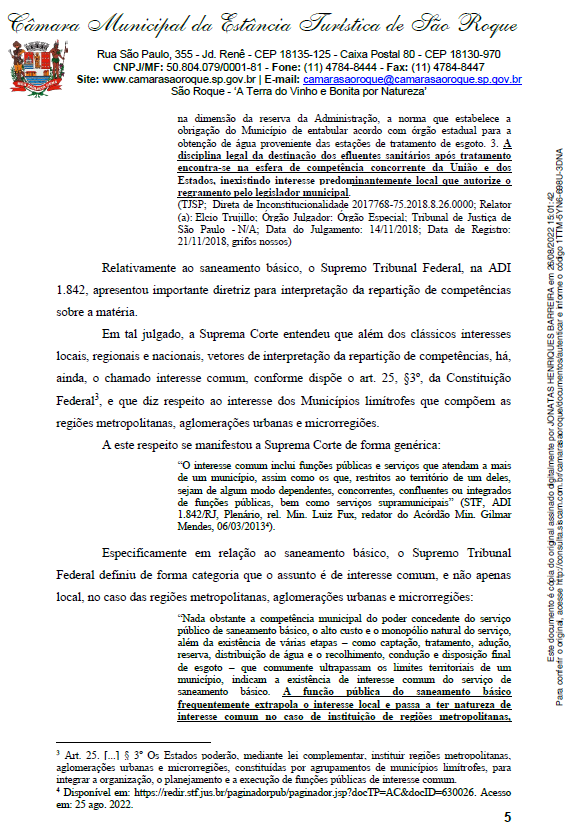 Câmara Municipal da Estância Turística de São Roque
Rua São Paulo, 355 - Jd. Renê - CEP 18135-125 - Caixa Postal 80 - CEP 18130-970
CNPJ/MF: 50.804.079/0001-81 - Fone: (11) 4784-8444 - Fax: (11) 4784-8447
Site: www.camarasaoroque.sp.gov.br | E-mail: camarasaoroque@camarasaoroque.sp.gov.br
São Roque - ‘A Terra do Vinho e Bonita por Natureza’
na dimensão da reserva da Administração, a norma que estabelece a
obrigação do Município de entabular acordo com órgão estadual para a
obtenção de água proveniente das estações de tratamento de esgoto. 3. A
disciplina legal da destinação dos efluentes sanitários após tratamento
encontra-se na esfera de competência concorrente da União e dos
Estados, inexistindo interesse predominantemente local que autorize o
regramento pelo legislador municipal.
(TJSP; Direta de Inconstitucionalidade 2017768-75.2018.8.26.0000; Relator
(a): Elcio Trujillo; Órgão Julgador: Órgão Especial; Tribunal de Justiça de
São Paulo - N/A; Data do Julgamento: 14/11/2018; Data de Registro:
21/11/2018, grifos nossos)
Relativamente ao saneamento básico, o Supremo Tribunal Federal, na ADI
1.842, apresentou importante diretriz para interpretação da repartição de competências
sobre a matéria.
Em tal julgado, a Suprema Corte entendeu que além dos clássicos interesses
locais, regionais e nacionais, vetores de interpretação da repartição de competências, há,
ainda, o chamado interesse comum, conforme dispõe o art. 25, §3º, da Constituição
Federal³, e que diz respeito ao interesse dos Municípios limítrofes que compõem as
regiões metropolitanas, aglomerações urbanas e microrregiões.
A este respeito se manifestou a Suprema Corte de forma genérica:
“O interesse comum inclui funções públicas e serviços que atendam a mais
de um município, assim como os que, restritos ao território de um deles,
sejam de algum modo dependentes, concorrentes, confluentes ou integrados
de funções públicas, bem como serviços supramunicipais” (STF, ADI
1.842/RJ, Plenário, rel. Min. Luiz Fux, redator do Acórdão Min. Gilmar
Mendes, 06/03/2013⁴).
Especificamente em relação ao saneamento básico, o Supremo Tribunal
Federal definiu de forma categoria que o assunto é de interesse comum, e não apenas
local, no caso das regiões metropolitanas, aglomerações urbanas e microrregiões:
“Nada obstante a competência municipal do poder concedente do serviço
público de saneamento básico, o alto custo e o monopólio natural do serviço,
além da existência de várias etapas – como captação, tratamento, adução,
reserva, distribuição de água e o recolhimento, condução e disposição final
de esgoto – que comumente ultrapassam os limites territoriais de um
município, indicam a existência de interesse comum do serviço de
saneamento básico. A função pública do saneamento básico
frequentemente extrapola o interesse local e passa a ter natureza de
interesse comum no caso de instituição de regiões metropolitanas,
³ Art. 25. [...] § 3º Os Estados poderão, mediante lei complementar, instituir regiões metropolitanas,
aglomerações urbanas e microrregiões, constituídas por agrupamentos de municípios limítrofes, para
integrar a organização, o planejamento e a execução de funções públicas de interesse comum.
⁴ Disponível em: https://redir.stf.jus.br/paginadorpub/paginador.jsp?docTP=AC&docID=630026. Acesso
em: 25 ago. 2022.
5
Este documento é cópia do original assinado digitalmente por JONATAS HENRIQUES BARREIRA em 26/08/2022 15:01:42
Para conferir o original, acesse http://consulta.siscam.com.br/camarasaoroque/documentos/autenticar e informe o código 1TTM-5YN6-698U-3DNA